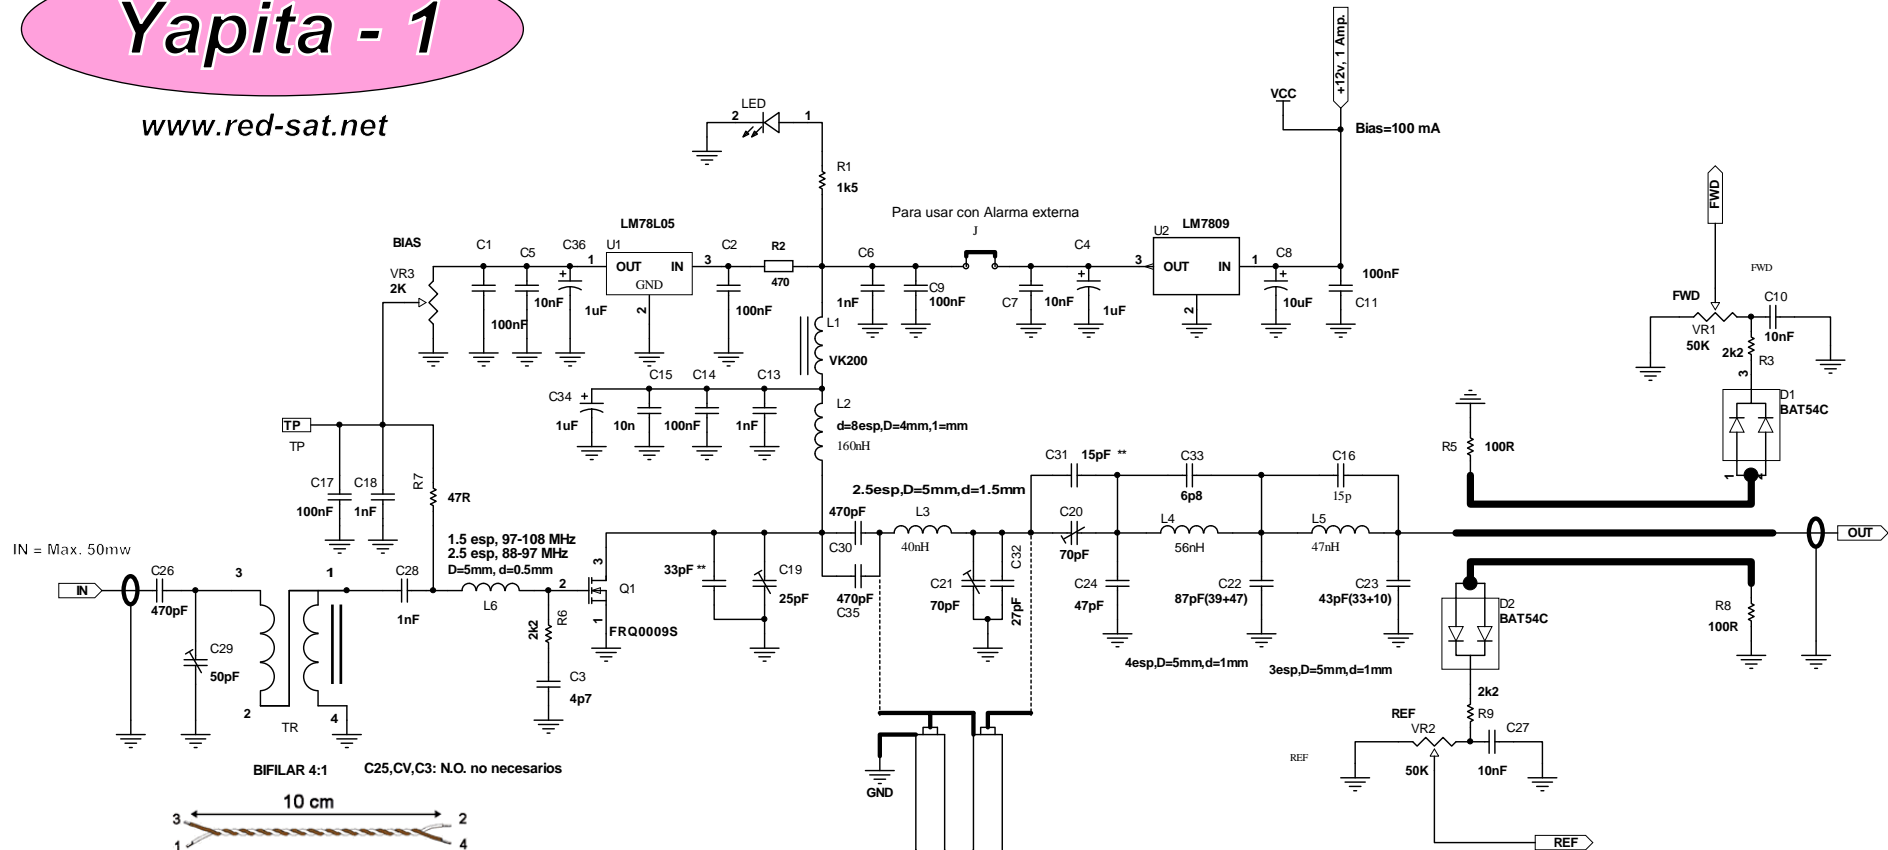 Yapita - 1
www.red-sat.net
+12v, 1 Amp.
VCC
Bias=100 mA
LED
2
1
R1
1k5
Para usar con Alarma externa
J
LM78L05
U1
OUT
IN
GND
1
3
2
LM7809
U2
OUT
IN
3
1
2
BIAS
VR3
2K
C1
100nF
C5
10nF
C36
+
1uF
C2
100nF
R2
470
C6
1nF
C9
100nF
C7
10nF
C4
+
1uF
C8
+
10uF
100nF
C11
FWD
FWD
FWD
VR1
50K
C10
10nF
2k2
R3
3
D1
BAT54C
1
L1
VK200
C34
+
1uF
C15
10n
C14
100nF
C13
1nF
L2
d=8esp,D=4mm,1=mm
160nH
TP
TP
C17
100nF
C18
1nF
R7
47R
R5
100R
C31
15pF **
C33
6p8
C16
15p
2.5esp,D=5mm,d=1.5mm
470pF
C30
470pF
C35
L3
40nH
C20
70pF
L4
56nH
L5
47nH
OUT
IN = Max. 50mw
IN
C26
470pF
C29
50pF
3
1
2
4
TR
C28
1nF
1.5 esp, 97-108 MHz
2.5 esp, 88-97 MHz
D=5mm, d=0.5mm
L6
2
3
1
Q1
FRQ0009S
2k2
R6
C3
4p7
33pF **
C19
25pF
C21
70pF
C32
27pF
C24
47pF
C22
87pF(39+47)
C23
43pF(33+10)
4esp,D=5mm,d=1mm
3esp,D=5mm,d=1mm
D2
BAT54C
R8
100R
2k2
R9
REF
VR2
50K
C27
10nF
REF
REF
GND
BIFILAR 4:1
C25,CV,C3: N.O. no necesarios
10 cm
3
2
1
4